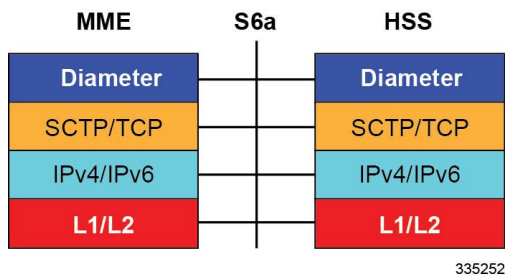 MME S6a HSS
Diameter Diameter
SCTP/TCP SCTP/TCP
IPv4/IPv6 IPv4/IPv6
L1/L2 L1/L2
335252